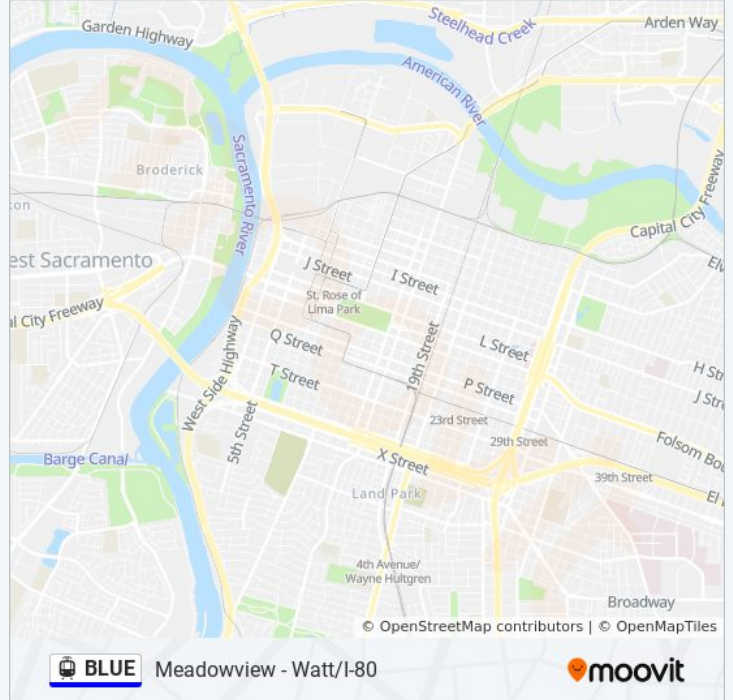 Steelhead Creek
Arden Way
Garden Highway
American River
Sacramento River
Broderick
Capital City Freeway
est Sacramento
J Street
I Street
St. Rose of
Lima Park
al City Freeway
Q Street
L Street
19th Street
West Side Highway
T Street
P Street
H Str
J Stre
5th Street
23rd Street
29th Street
Folsom Bou
X Street
Barge Canal
39th Street
Land Park
4th Avenue/
Wayne Hultgren
Broadway
© OpenStreetMap contributors | © OpenMapTiles
BLUE Meadowview - Watt/I-80
moovit